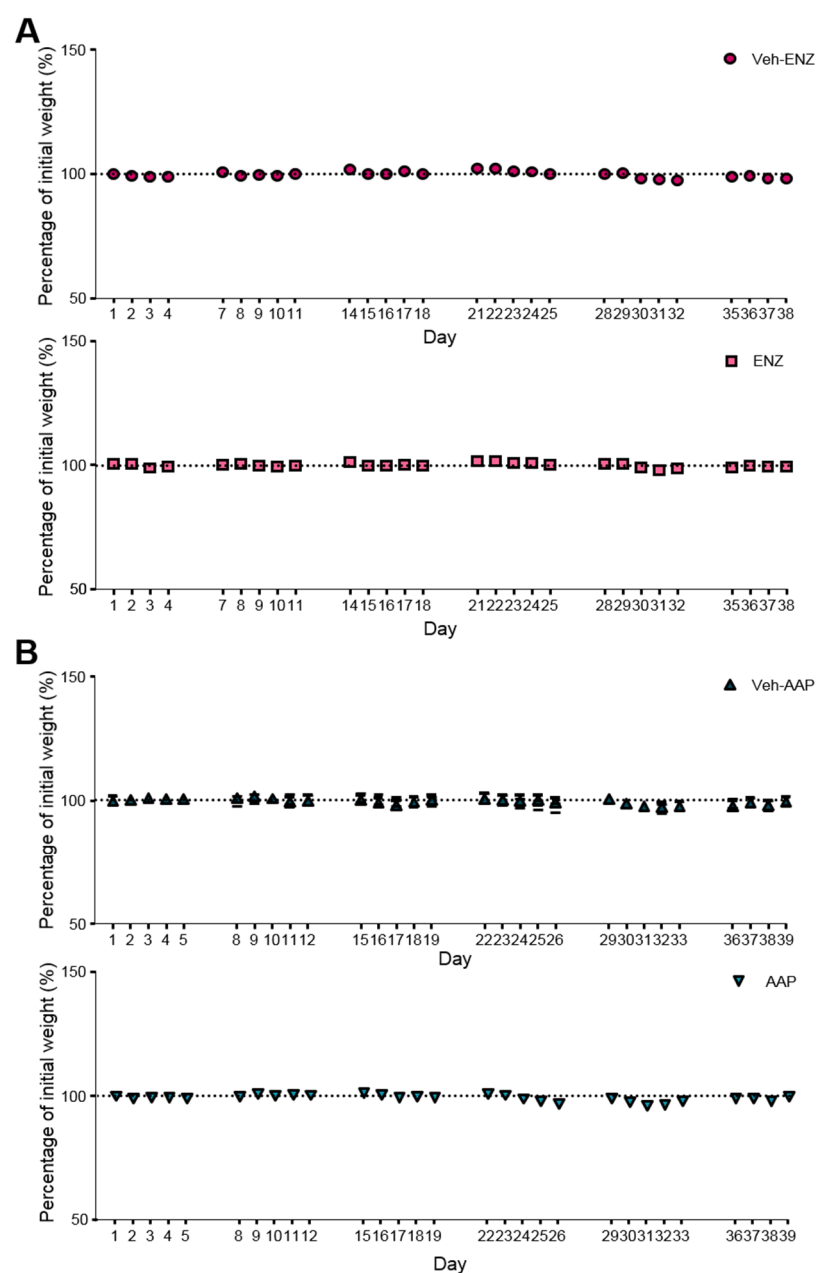 A
Percentage of initial weight (%)
150
100
50
Veh-ENZ
1 2 3 4 7 8 9 10 11 14 15 16 17 18 21 22 23 24 25 28 29 30 31 32 35 36 37 38
Day
Percentage of initial weight (%)
150
100
50
ENZ
1 2 3 4 7 8 9 10 11 14 15 16 17 18 21 22 23 24 25 28 29 30 31 32 35 36 37 38
Day
B
Percentage of initial weight (%)
150
100
50
Veh-AAP
1 2 3 4 5 8 9 10 11 12 15 16 17 18 19 22 23 24 25 26 29 30 31 32 33 36 37 38 39
Day
Percentage of initial weight (%)
150
100
50
AAP
1 2 3 4 5 8 9 10 11 12 15 16 17 18 19 22 23 24 25 26 29 30 31 32 33 36 37 38 39
Day